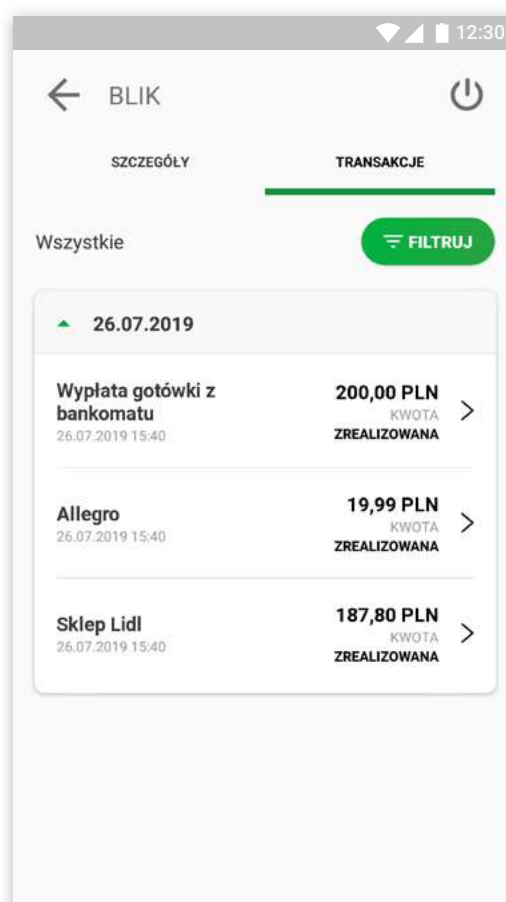 12:30
BLIK
SZCZEGÓŁY TRANSAKCJE
Wszystkie FILTRUJ
26.07.2019
Wypłata gotówki z
bankomatu
26.07.2019 15:40
200,00 PLN
KWOTA
ZREALIZOWANA
Allegro
26.07.2019 15:40
19,99 PLN
KWOTA
ZREALIZOWANA
Sklep Lidl
26.07.2019 15:40
187,80 PLN
KWOTA
ZREALIZOWANA